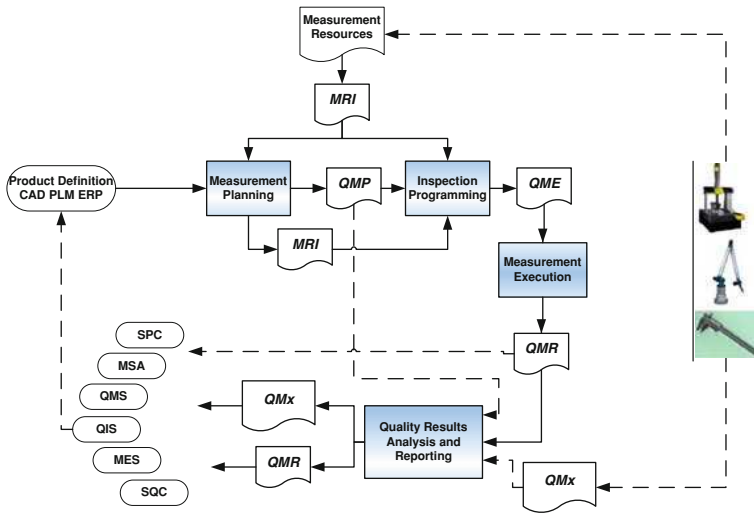 Measurement
Resources
MRI
Product Definition
CAD PLM ERP
Measurement
Planning
QMP
Inspection
Programming
QME
MRI
Measurement
Execution
SPC
MSA
QMS
QIS
MES
SQC
QMR
QMx
QMR
Quality Results
Analysis and
Reporting
QMx